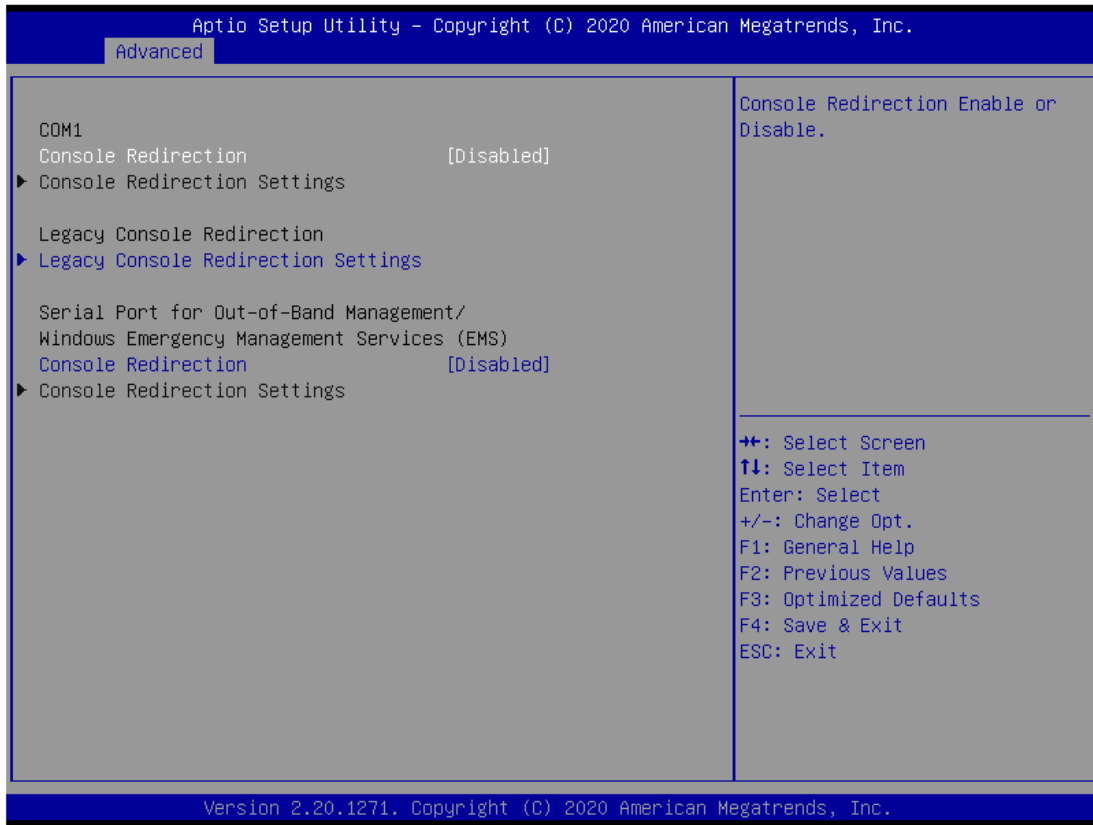 Aptio Setup Utility – Copyright (C) 2020 American Megatrends, Inc.
Advanced
COM1
Console Redirection [Disabled]
▶ Console Redirection Settings
Legacy Console Redirection
▶ Legacy Console Redirection Settings
Serial Port for Out-of-Band Management/
Windows Emergency Management Services (EMS)
Console Redirection [Disabled]
▶ Console Redirection Settings
Console Redirection Enable or
Disable.
→←: Select Screen
↑↓: Select Item
Enter: Select
+/-: Change Opt.
F1: General Help
F2: Previous Values
F3: Optimized Defaults
F4: Save & Exit
ESC: Exit
Version 2.20.1271. Copyright (C) 2020 American Megatrends, Inc.